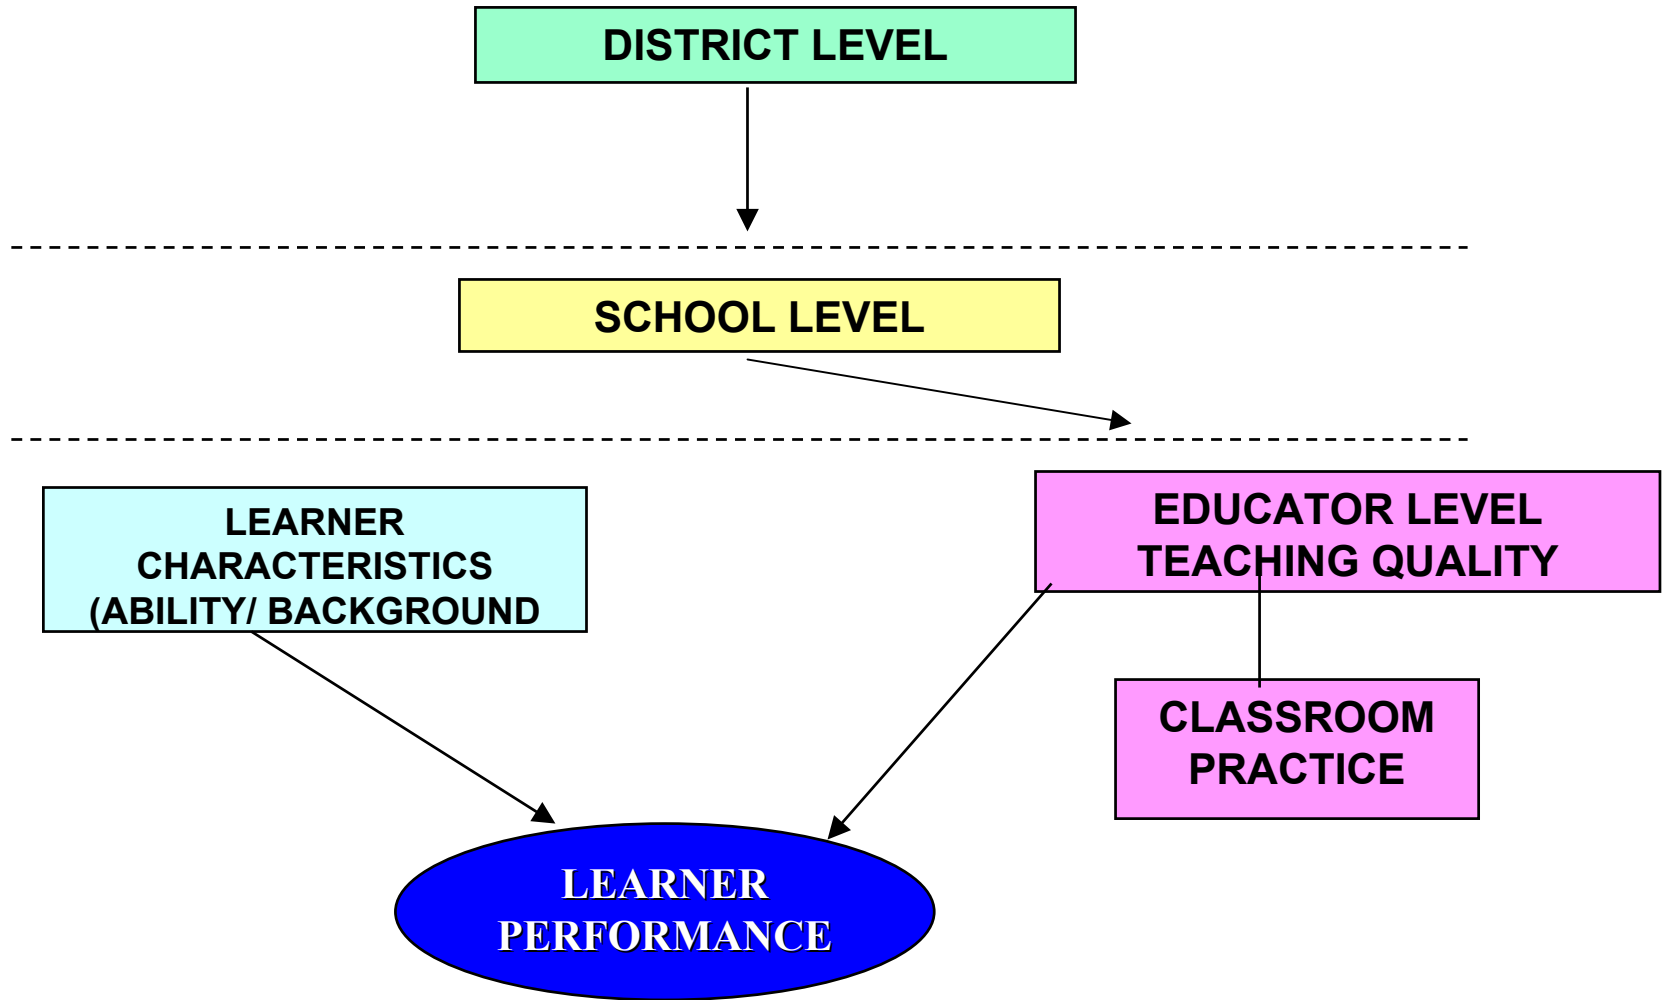 DISTRICT LEVEL
SCHOOL LEVEL
LEARNER
CHARACTERISTICS
(ABILITY/ BACKGROUND
EDUCATOR LEVEL
TEACHING QUALITY
CLASSROOM
PRACTICE
LEARNER
PERFORMANCE